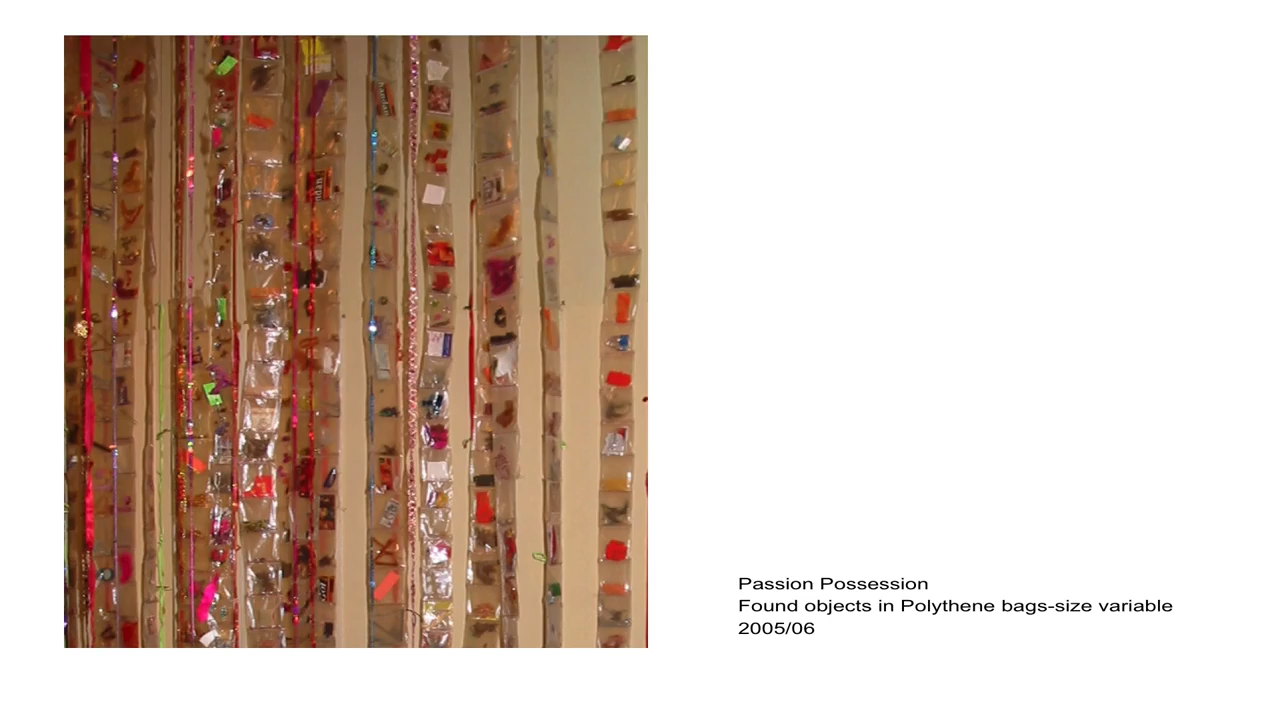 Passion Possession
Found objects in Polythene bags-size variable
2005/06